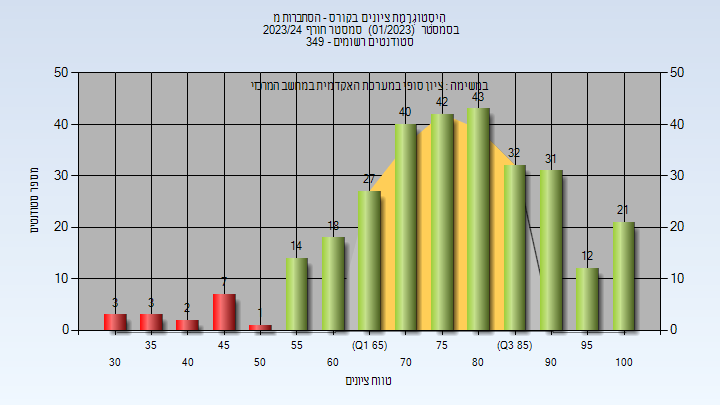 היסטוגרמת ציונים בקורס - הסתברות מ
בסמסטר (01/2023) סמסטר חורף 2023/24
סטודנטים רשומים - 349
במשימה : ציון סופי במערכת האקדמית במחשב המרכזי
מספר סטודנטים
50 50
40 40
30 30
20 20
10 10
0 0
3 3 2 7 1 14 18 27 40 42 43 32 31 12 21
35 45 55 (Q1 65) 75 (Q3 85) 95
30 40 50 60 70 80 90 100
טווח ציונים